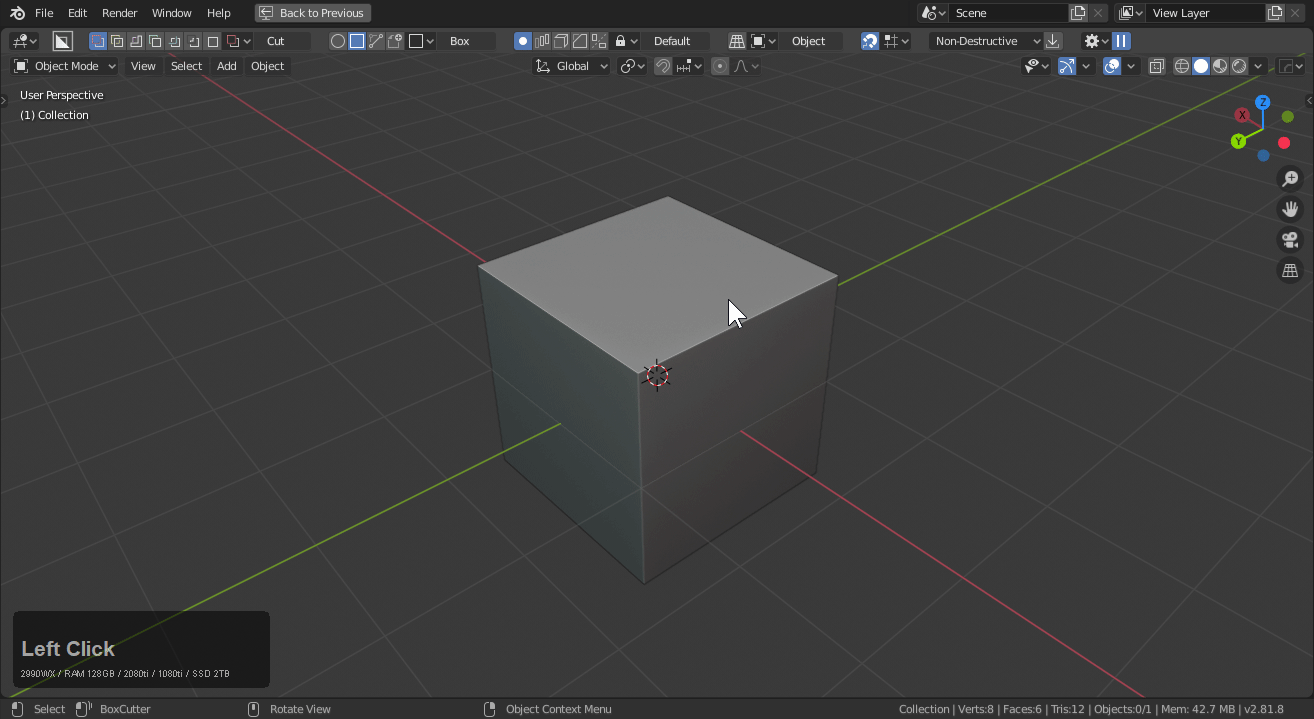 File Edit Render Window Help Back to Previous Scene View Layer
Cut Box Default Object Non-Destructive
Object Mode View Select Add Object Global
User Perspective
(1) Collection
Z
X
Y
Left Click
2990WX / RAM 128GB / 2080ti / 1080ti / SSD 2TB
Select BoxCutter Rotate View Object Context Menu Collection | Verts:8 | Faces:6 | Tris:12 | Objects:0/1 | Mem: 42.7 MB | v2.81.8